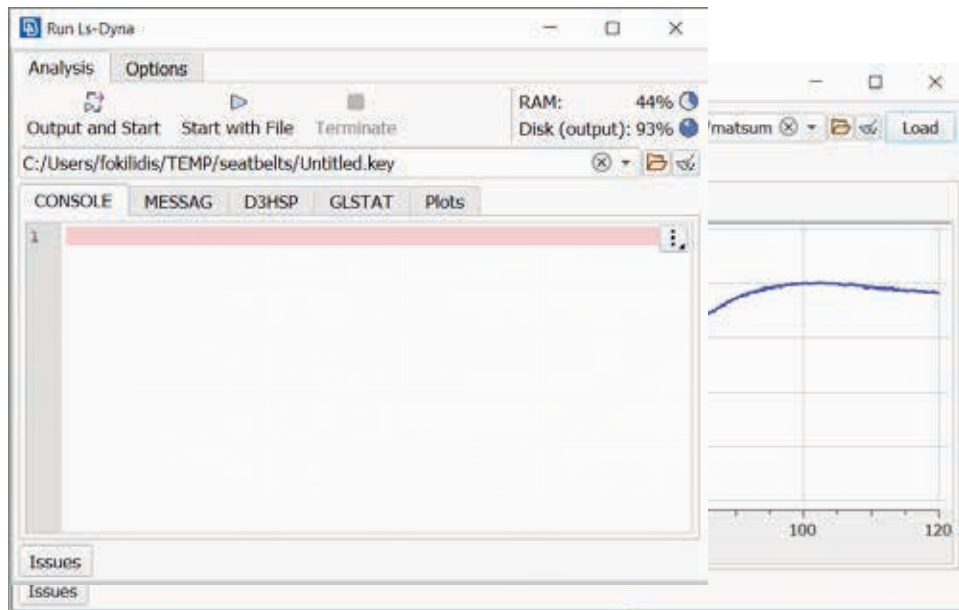 Run Ls-Dyna
Analysis Options
Output and Start Start with File Terminate
RAM: 44%
Disk (output): 93%
C:/Users/fokilidis/TEMP/seatbelts/Untitled.key
CONSOLE MESSAG D3HSP GLSTAT Plots
1
Issues
Issues
/matsum Load
100 120